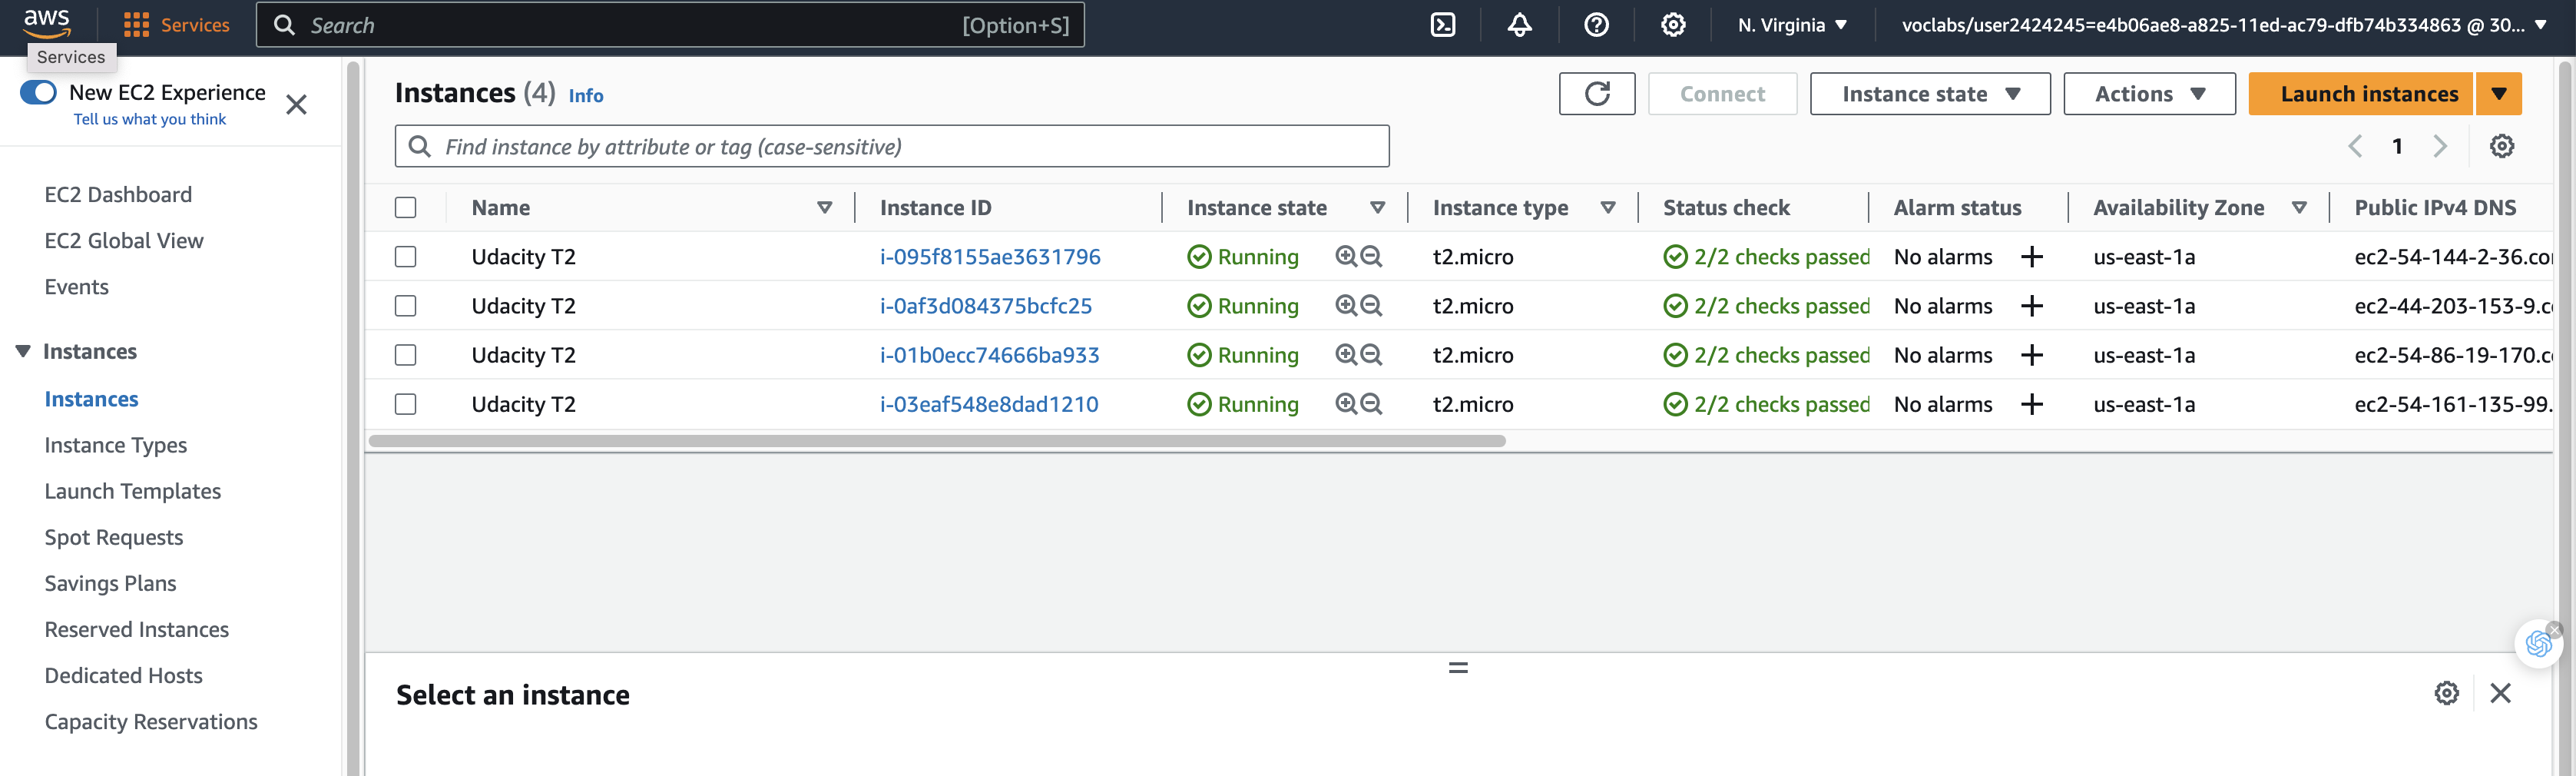 aws
Services
Search
[Option+S]
N. Virginia
voclabs/user2424245=e4b06ae8-a825-11ed-ac79-dfb74b334863 @ 30...
Services
New EC2 Experience
Tell us what you think
EC2 Dashboard
EC2 Global View
Events
Instances
Instances
Instance Types
Launch Templates
Spot Requests
Savings Plans
Reserved Instances
Dedicated Hosts
Capacity Reservations
Instances (4) Info
Connect
Instance state
Actions
Launch instances
Find instance by attribute or tag (case-sensitive)
1
Name Instance ID Instance state Instance type Status check Alarm status Availability Zone Public IPv4 DNS
Udacity T2 i-095f8155ae3631796 Running t2.micro 2/2 checks passed No alarms us-east-1a ec2-54-144-2-36.co
Udacity T2 i-0af3d084375bcfc25 Running t2.micro 2/2 checks passed No alarms us-east-1a ec2-44-203-153-9.c
Udacity T2 i-01b0ecc74666ba933 Running t2.micro 2/2 checks passed No alarms us-east-1a ec2-54-86-19-170.c
Udacity T2 i-03eaf548e8dad1210 Running t2.micro 2/2 checks passed No alarms us-east-1a ec2-54-161-135-99.
Select an instance